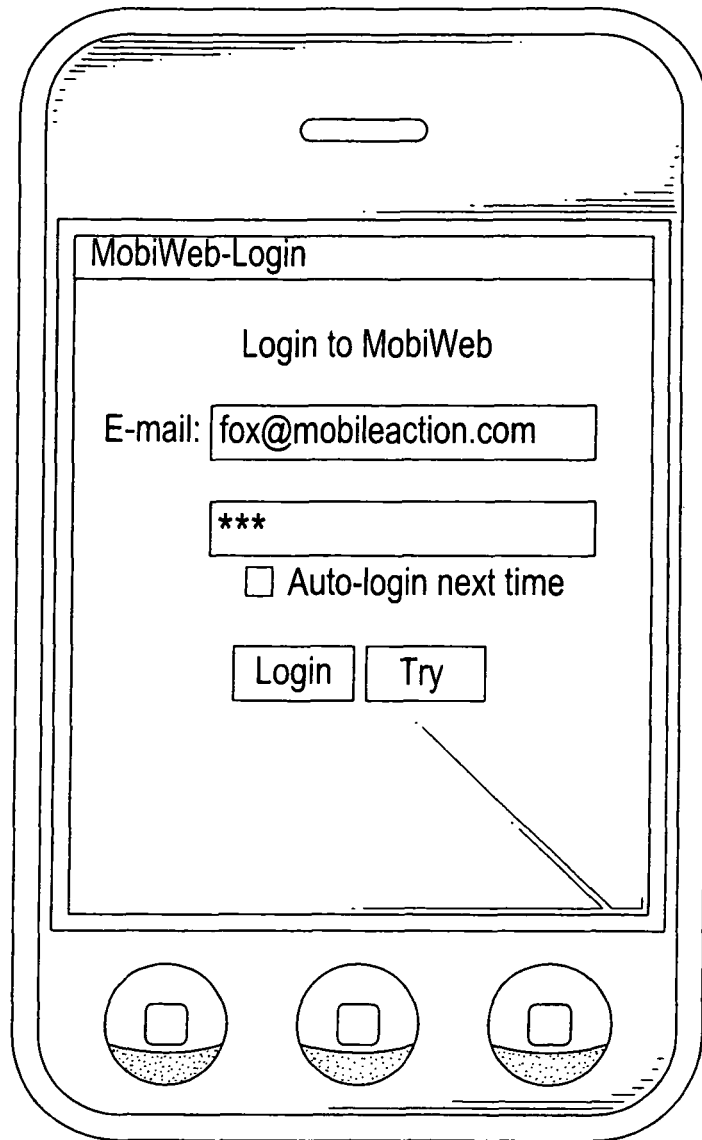 MobiWeb-Login
Login to MobiWeb
E-mail: fox@mobileaction.com
***
Auto-login next time
Login Try